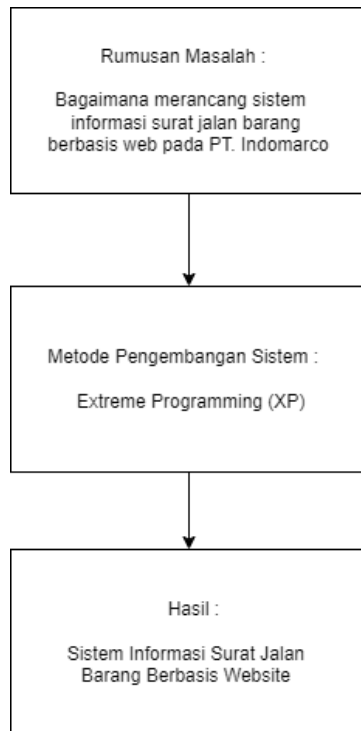 Rumusan Masalah :
Bagaimana merancang sistem
informasi surat jalan barang
berbasis web pada PT. Indomarco
Metode Pengembangan Sistem :
Extreme Programming (XP)
Hasil :
Sistem Informasi Surat Jalan
Barang Berbasis Website